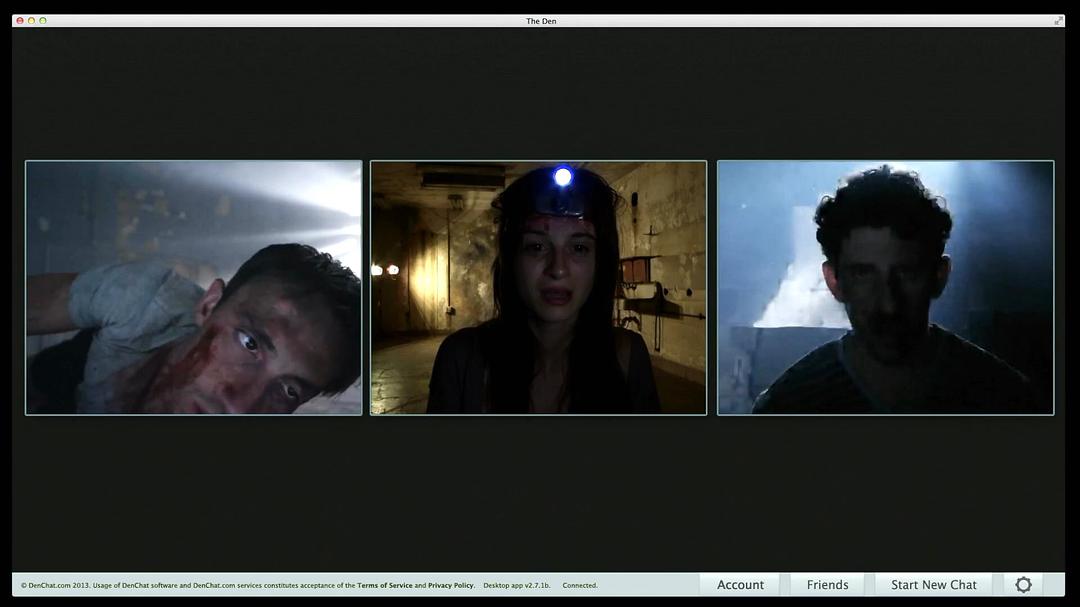 The Den
© DenChat.com 2013. Usage of DenChat software and DenChat.com services constitutes acceptance of the Terms of Service and Privacy Policy. Desktop app v2.7.1b. Connected.
Account Friends Start New Chat